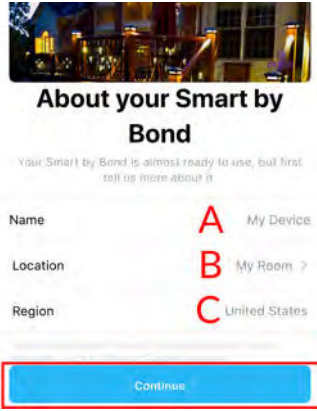 About your Smart by
Bond
Your Smart by Bond is almost ready to use, but first
tell us more about it
Name A My Device
Location B My Room >
Region C United States
Continue